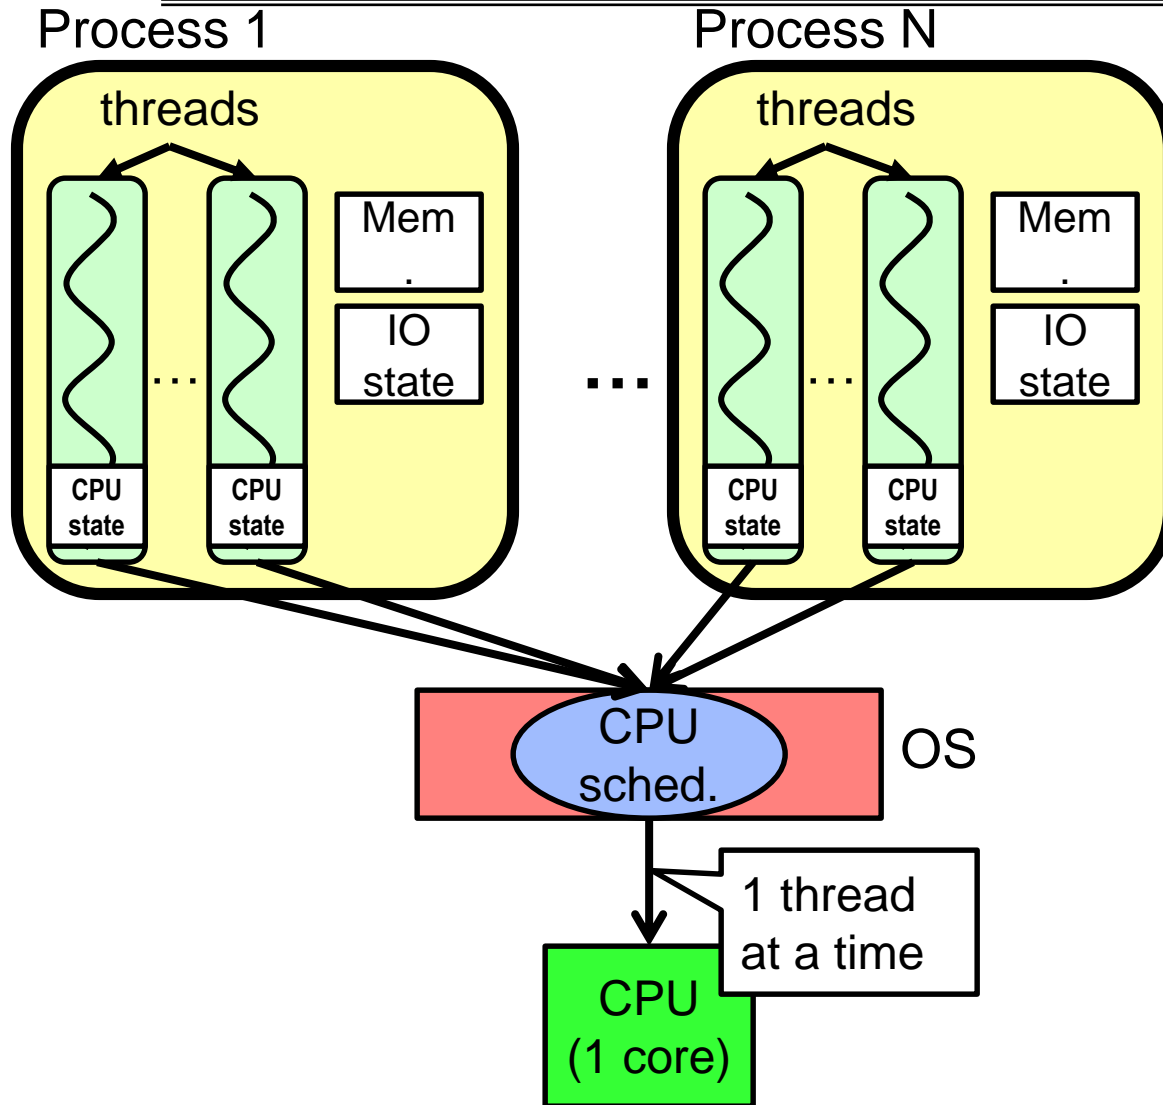 Process 1
Process N
threads
threads
Mem
.
Mem
.
IO
state
IO
state
...
...
...
CPU
state
CPU
state
CPU
state
CPU
state
CPU
sched.
OS
1 thread
at a time
CPU
(1 core)